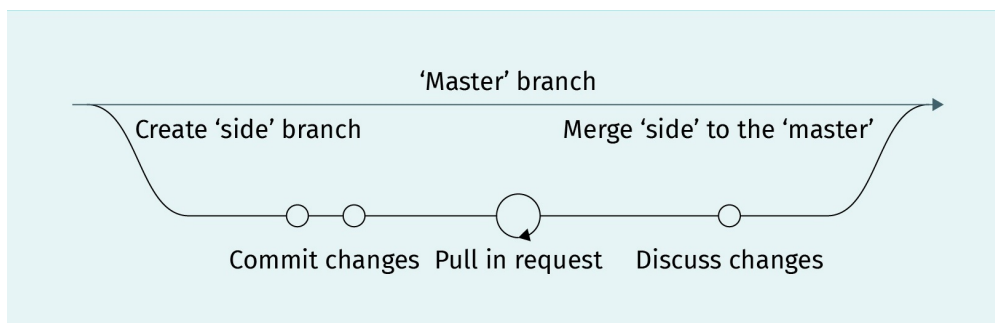 ‘Master’ branch
Create ‘side’ branch
Merge ‘side’ to the ‘master’
Commit changes
Pull in request
Discuss changes